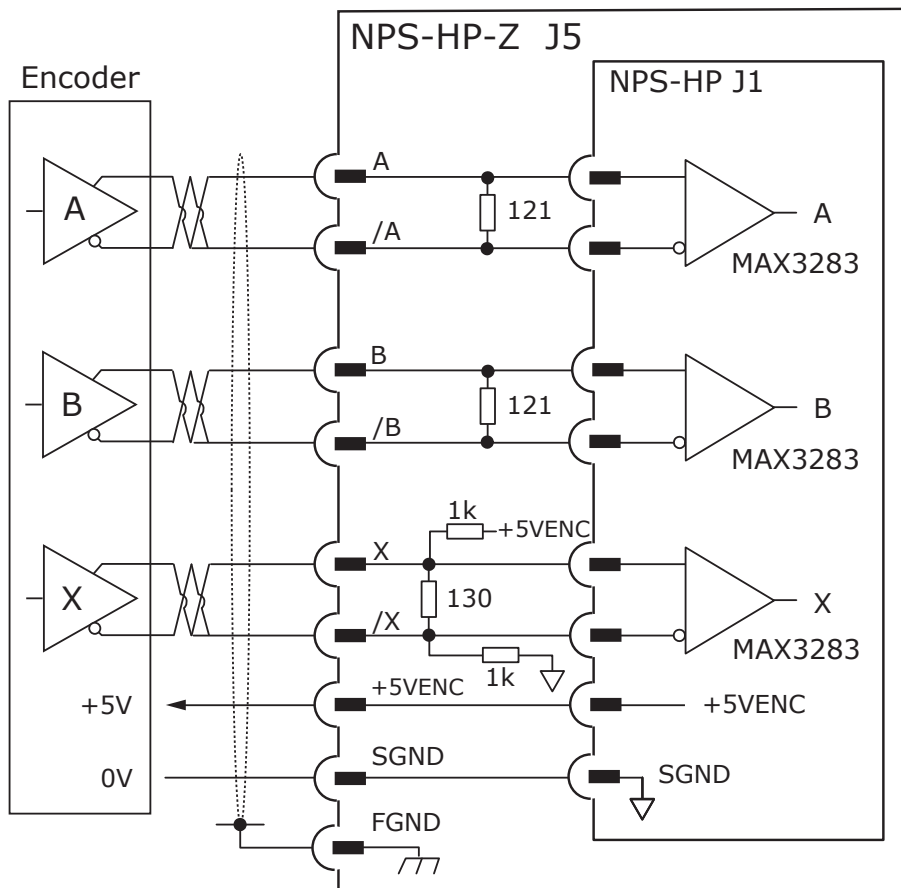 NPS-HP-Z J5
Encoder
NPS-HP J1
A
A
/A
121
A
MAX3283
B
B
/B
121
B
MAX3283
1k
+5VENC
X
X
/X
130
1k
X
MAX3283
+5V
+5VENC
+5VENC
0V
SGND
SGND
FGND